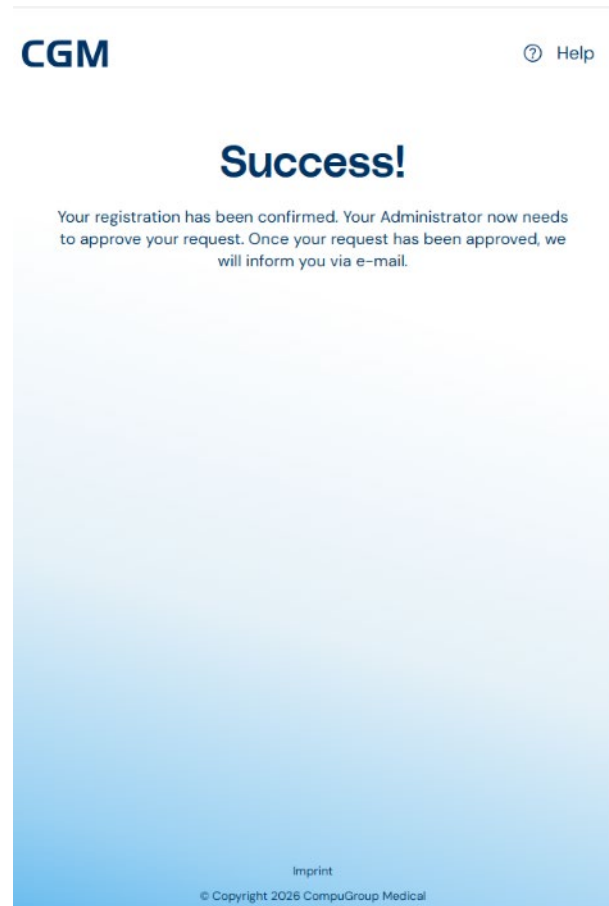 CGM
Help
Success!
Your registration has been confirmed. Your Administrator now needs
to approve your request. Once your request has been approved, we
will inform you via e-mail.
Imprint
© Copyright 2026 CompuGroup Medical